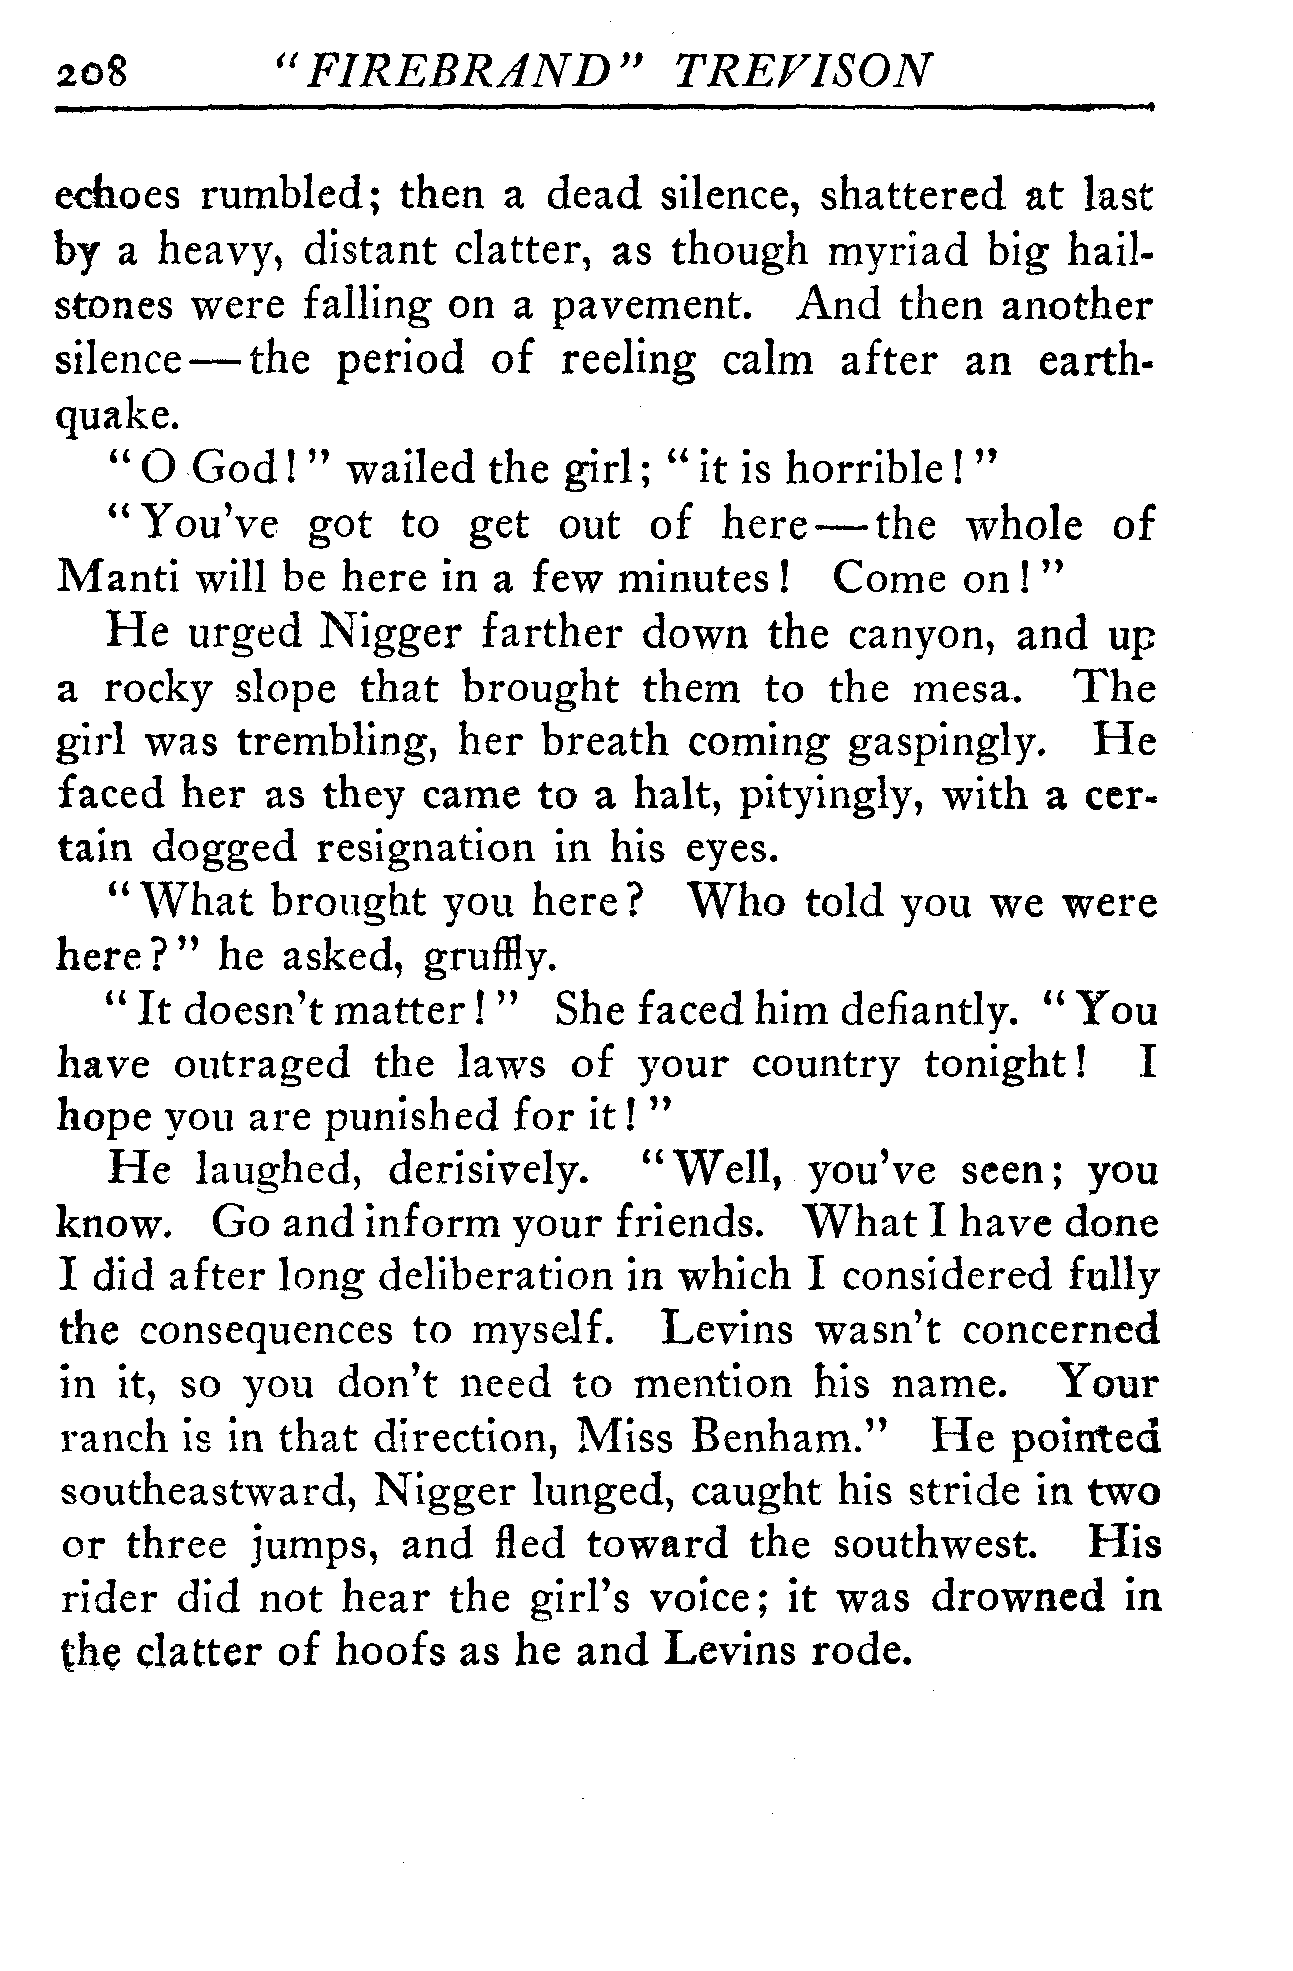 208 "FIREBRAND" TREVISON
echoes rumbled; then a dead silence, shattered at last
by a heavy, distant clatter, as though myriad big hail-
stones were falling on a pavement. And then another
silence—the period of reeling calm after an earth-
quake.
"O God!" wailed the girl; "it is horrible!"
"You've got to get out of here—the whole of
Manti will be here in a few minutes! Come on!"
He urged Nigger farther down the canyon, and up
a rocky slope that brought them to the mesa. The
girl was trembling, her breath coming gaspingly. He
faced her as they came to a halt, pityingly, with a cer-
tain dogged resignation in his eyes.
"What brought you here? Who told you we were
here?" he asked, gruffly.
"It doesn't matter!" She faced him defiantly. "You
have outraged the laws of your country tonight! I
hope you are punished for it!"
He laughed, derisively. "Well, you've seen; you
know. Go and inform your friends. What I have done
I did after long deliberation in which I considered fully
the consequences to myself. Levins wasn't concerned
in it, so you don't need to mention his name. Your
ranch is in that direction, Miss Benham." He pointed
southeastward, Nigger lunged, caught his stride in two
or three jumps, and fled toward the southwest. His
rider did not hear the girl's voice; it was drowned in
the clatter of hoofs as he and Levins rode.